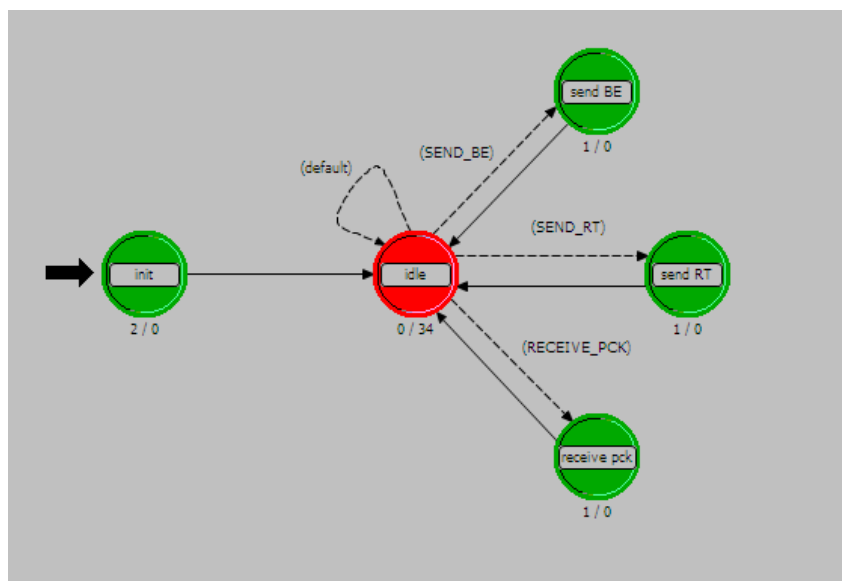 send BE
1 / 0
(SEND_BE)
(default)
(SEND_RT)
init
2 / 0
idle
0 / 34
send RT
1 / 0
(RECEIVE_PCK)
receive pck
1 / 0